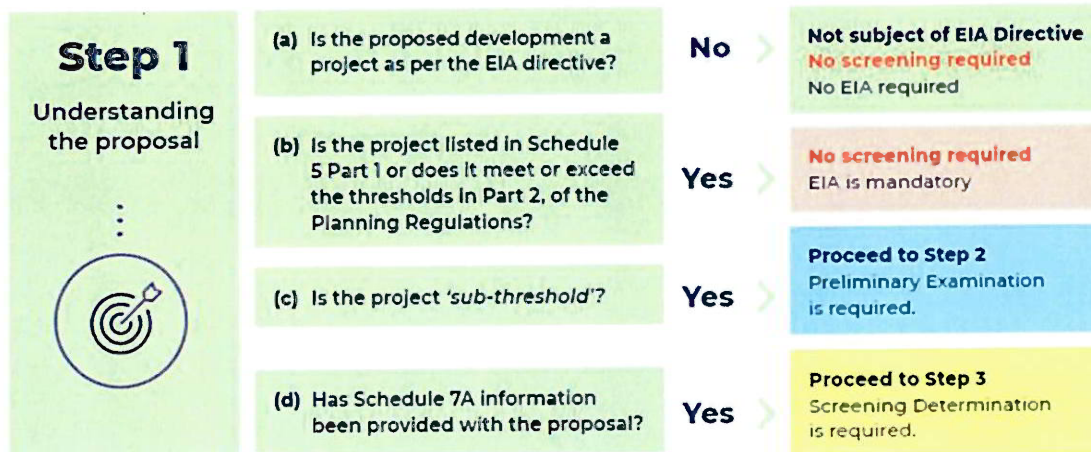 Step 1
Understanding
the proposal
(a) Is the proposed development a
project as per the EIA directive?
No
Not subject of EIA Directive
No screening required
No EIA required
(b) Is the project listed in Schedule
5 Part 1 or does it meet or exceed
the thresholds in Part 2, of the
Planning Regulations?
Yes
No screening required
EIA is mandatory
(c) Is the project 'sub-threshold'?
Yes
Proceed to Step 2
Preliminary Examination
is required.
(d) Has Schedule 7A information
been provided with the proposal?
Yes
Proceed to Step 3
Screening Determination
is required.